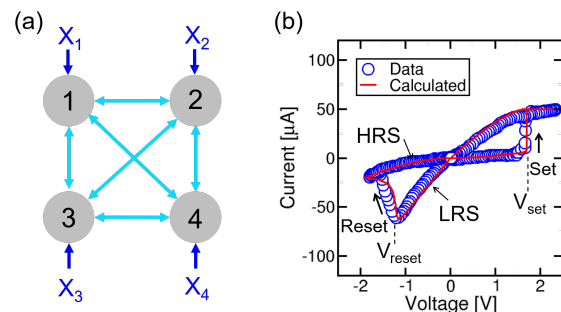 (a)
X1
X2
1
2
3
4
X3
X4
(b)
Current [µA]
100
50
0
-50
-100
Data
Calculated
HRS
LRS
Set
Vset
Reset
Vreset
-2
-1
0
1
2
Voltage [V]